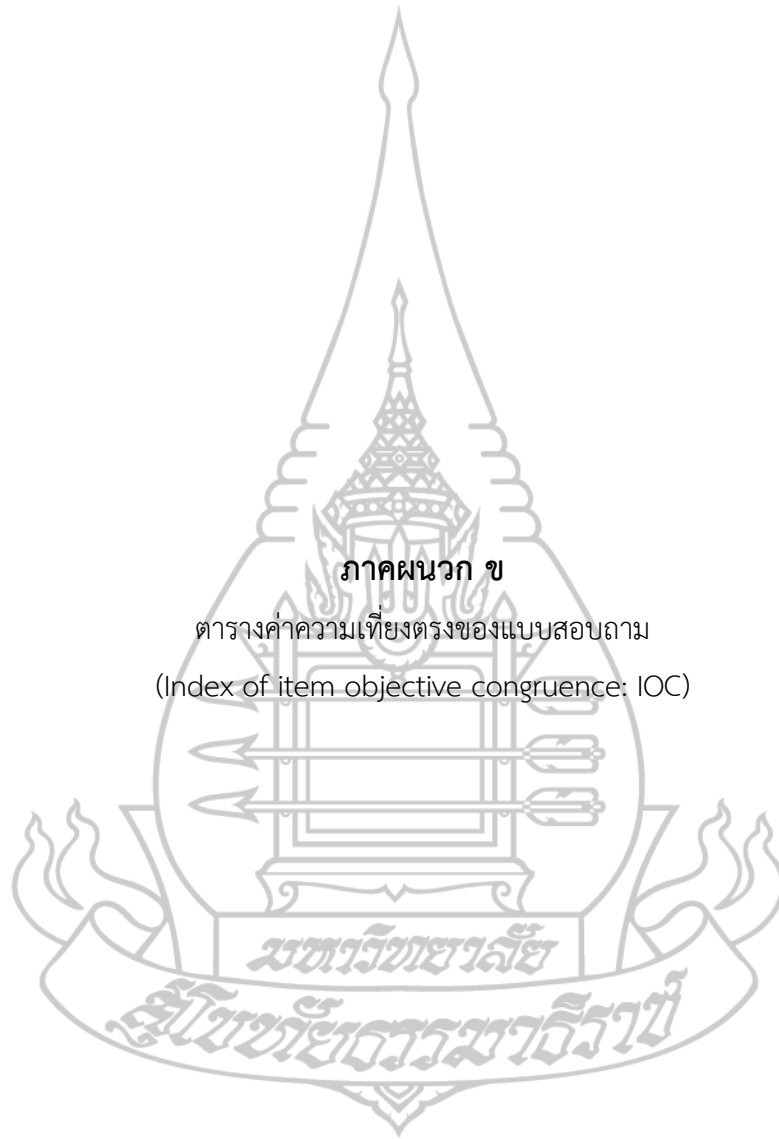 ภาคผนวก ข
ตารางค่าความเที่ยงตรงของแบบสอบถาม
(Index of item objective congruence: IOC)
มหาวิทยาลัย
สุโขทัยธรรมาธิราช